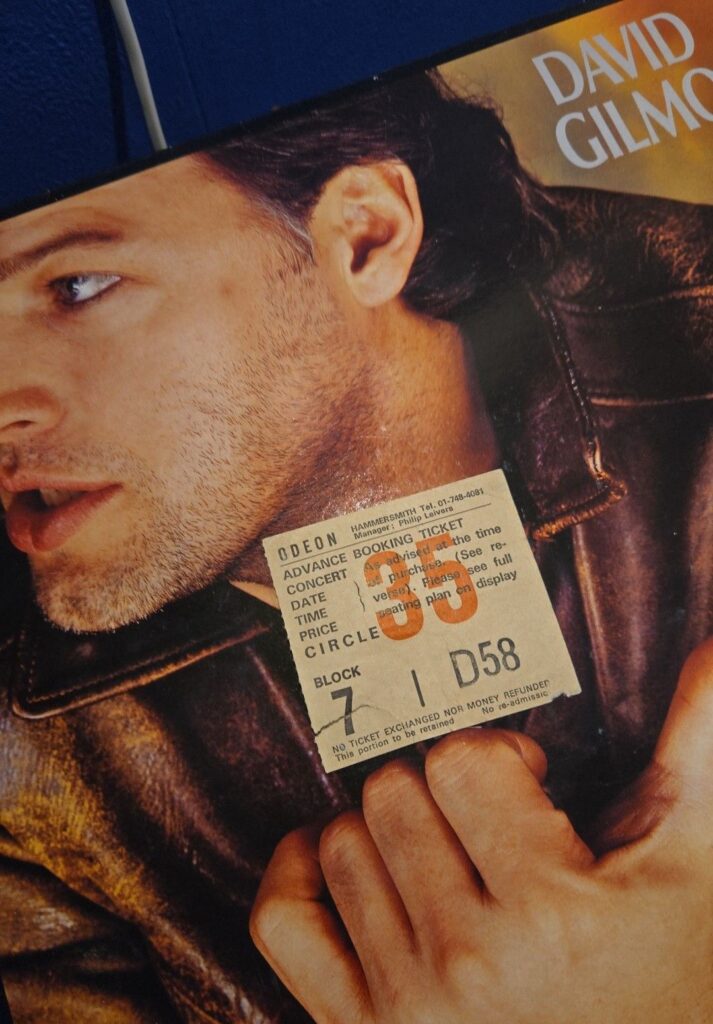 DAVID
GILMO
ODEON
HAMMERSMITH Tel. 01-748-4081
Manager: Philip Leivers
ADVANCE BOOKING TICKET
CONCERT
DATE
TIME
PRICE
As advised at the time
of purchase. (See re-
verse). Please see full
seating plan on display
35
CIRCLE
BLOCK
7 | D58
NO TICKET EXCHANGED NOR MONEY REFUNDED
This portion to be retained No re-admissic